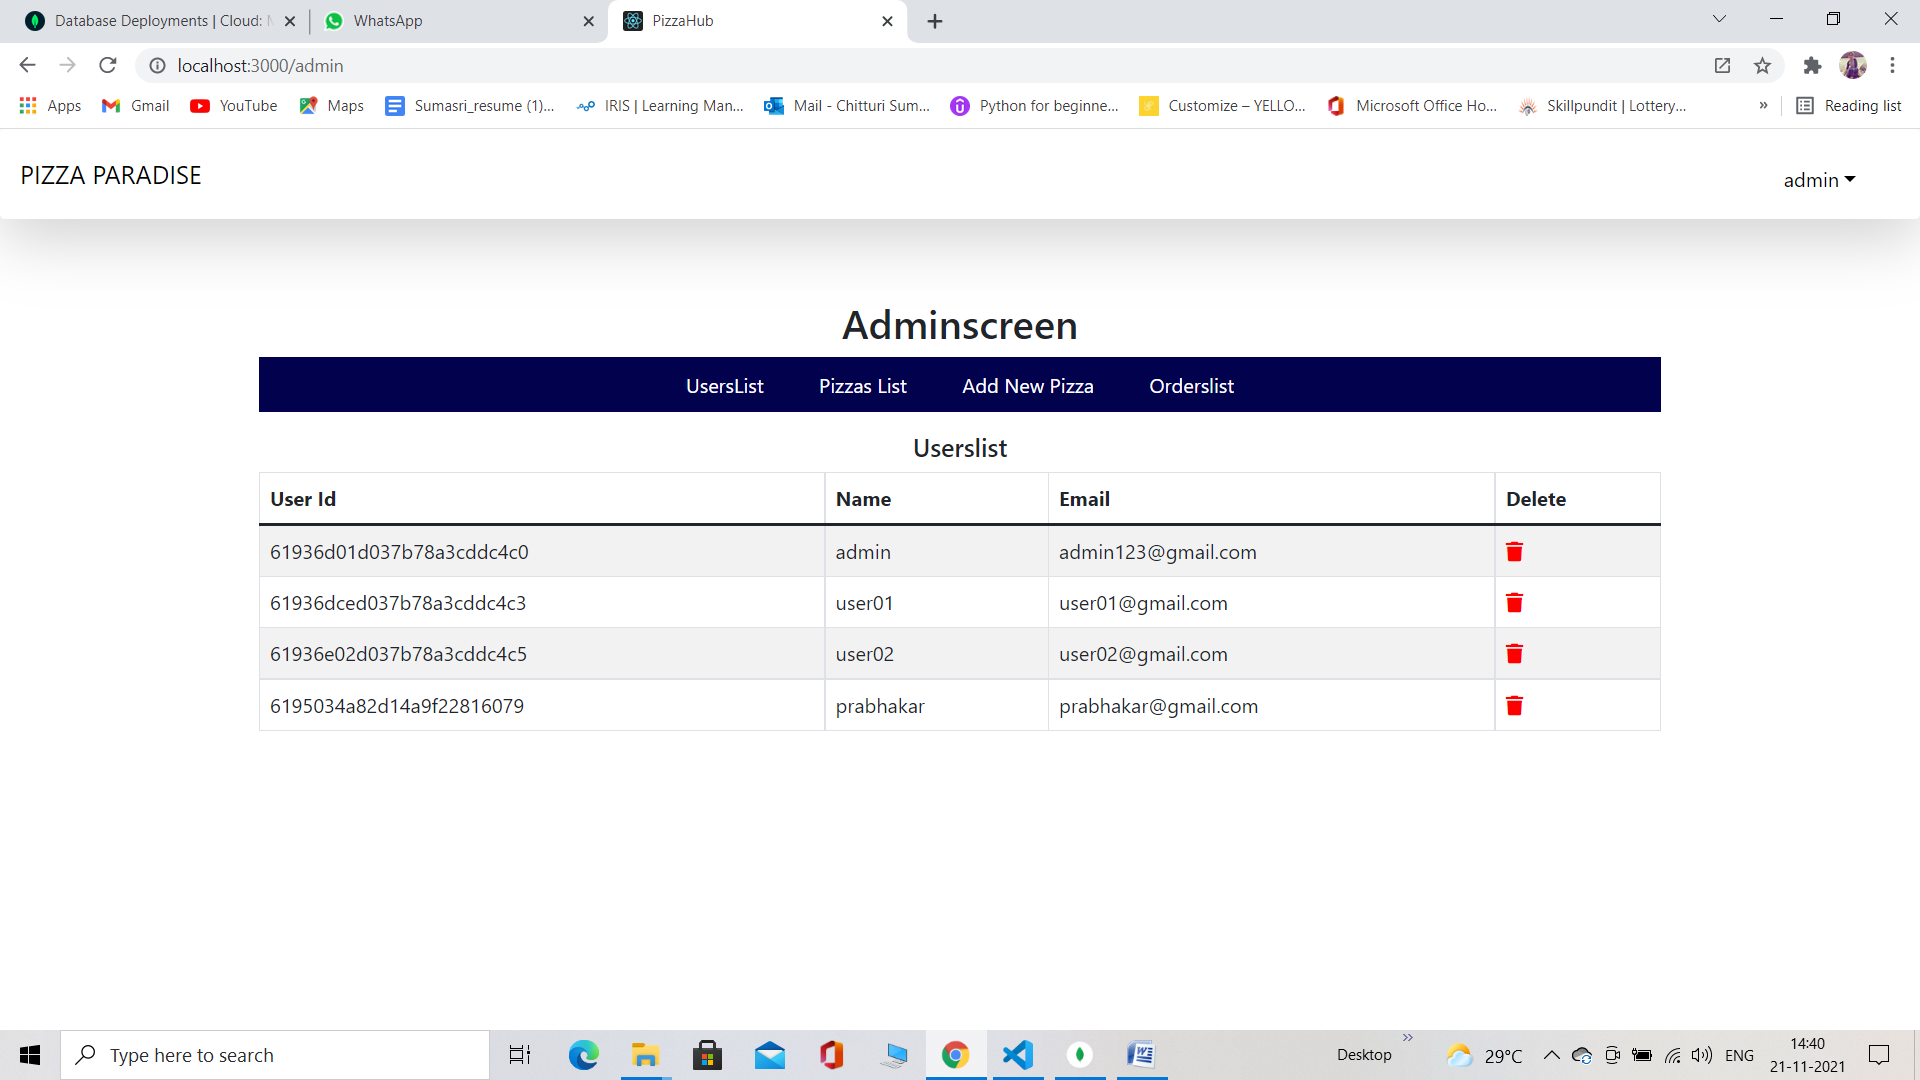 Database Deployments | Cloud: M
WhatsApp
PizzaHub
localhost:3000/admin
Apps
Gmail
YouTube
Maps
Sumasri_resume (1)...
IRIS | Learning Man...
Mail - Chitturi Sum...
Python for beginne...
Customize – YELLO...
Microsoft Office Ho...
Skillpundit | Lottery...
»
Reading list
PIZZA PARADISE
admin
Adminscreen
UsersList
Pizzas List
Add New Pizza
Orderslist
Userslist
User Id Name Email Delete
61936d01d037b78a3cddc4c0 admin admin123@gmail.com
61936dced037b78a3cddc4c3 user01 user01@gmail.com
61936e02d037b78a3cddc4c5 user02 user02@gmail.com
6195034a82d14a9f22816079 prabhakar prabhakar@gmail.com
Type here to search
Desktop
»
29°C
ENG
14:40
21-11-2021